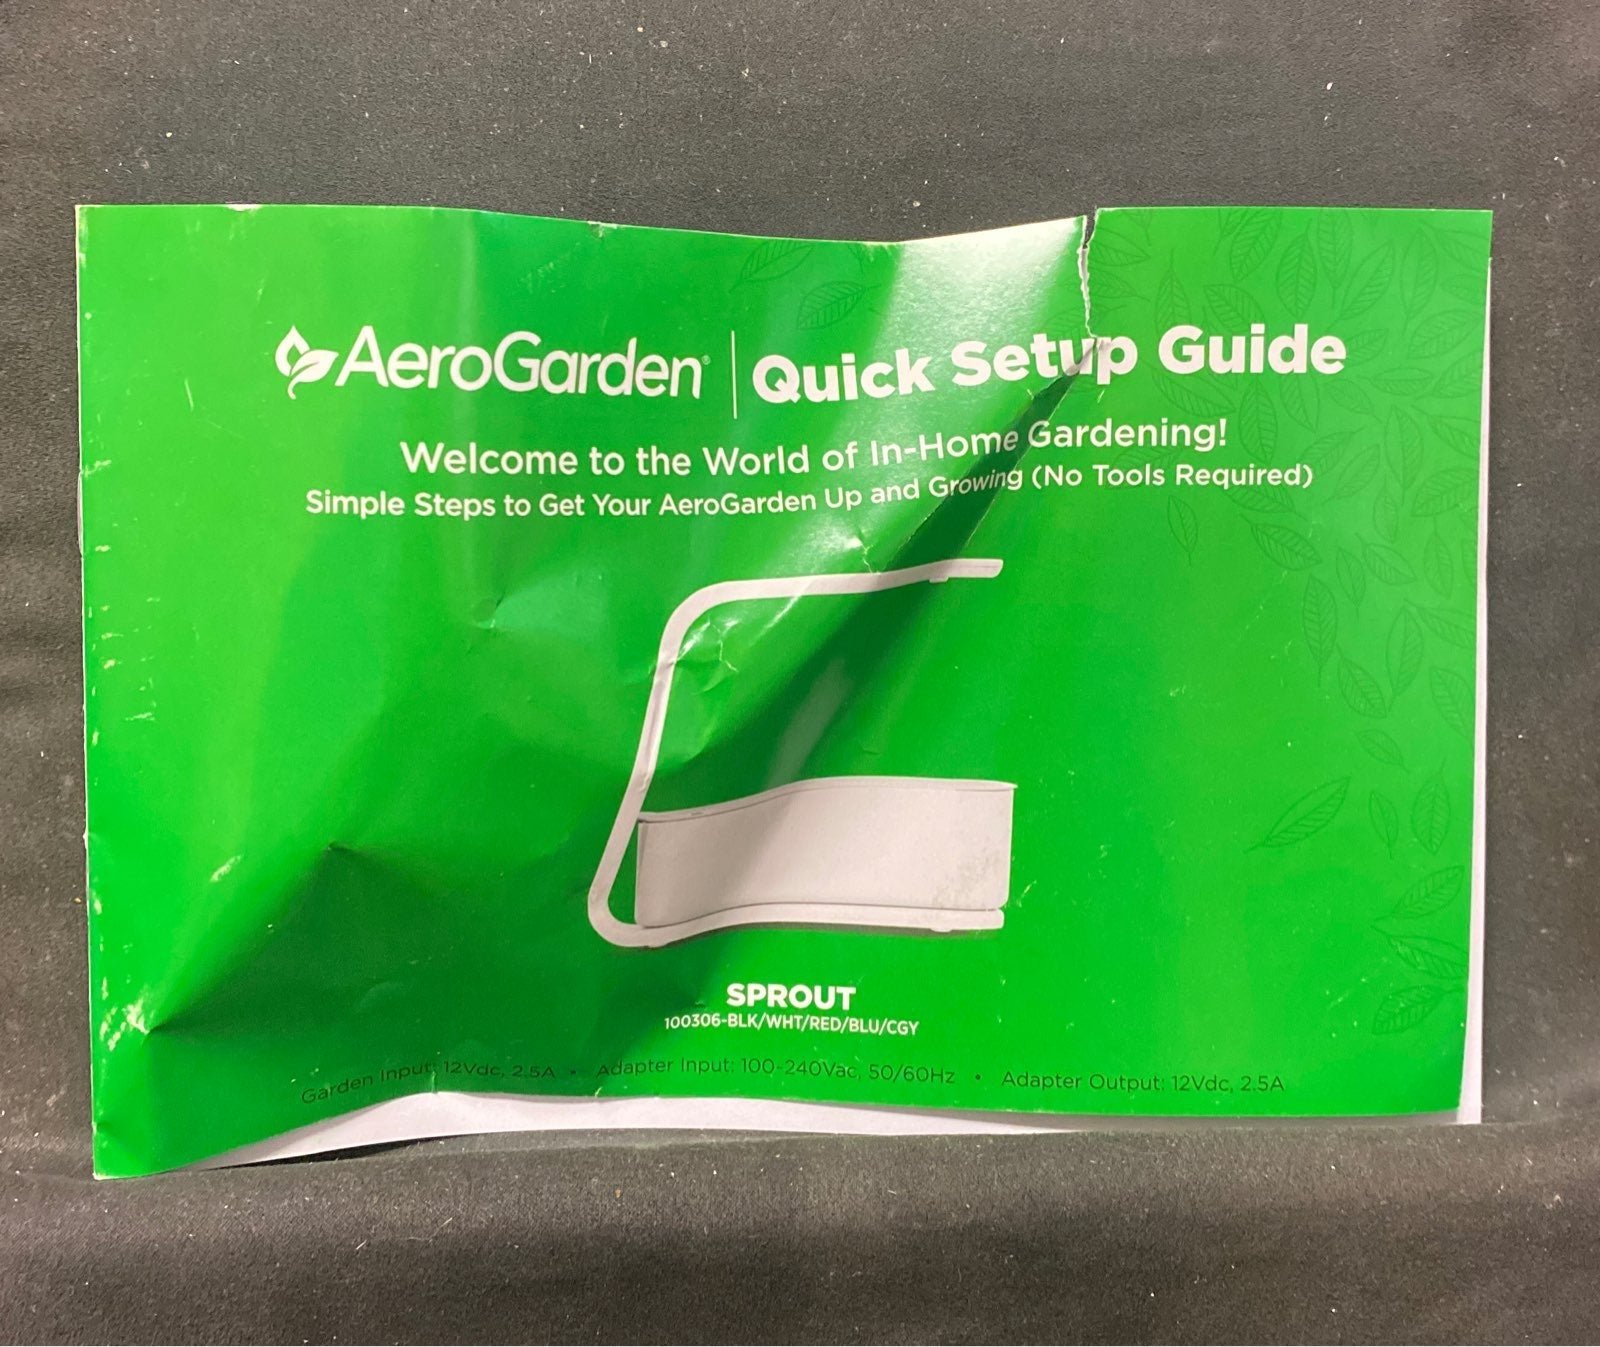 AeroGarden® | Quick Setup Guide
Welcome to the World of In-Home Gardening!
Simple Steps to Get Your AeroGarden Up and Growing (No Tools Required)
SPROUT
100306-BLK/WHT/RED/BLU/CGY
Garden Input: 12Vdc, 2.5A • Adapter Input: 100-240Vac, 50/60Hz • Adapter Output: 12Vdc, 2.5A